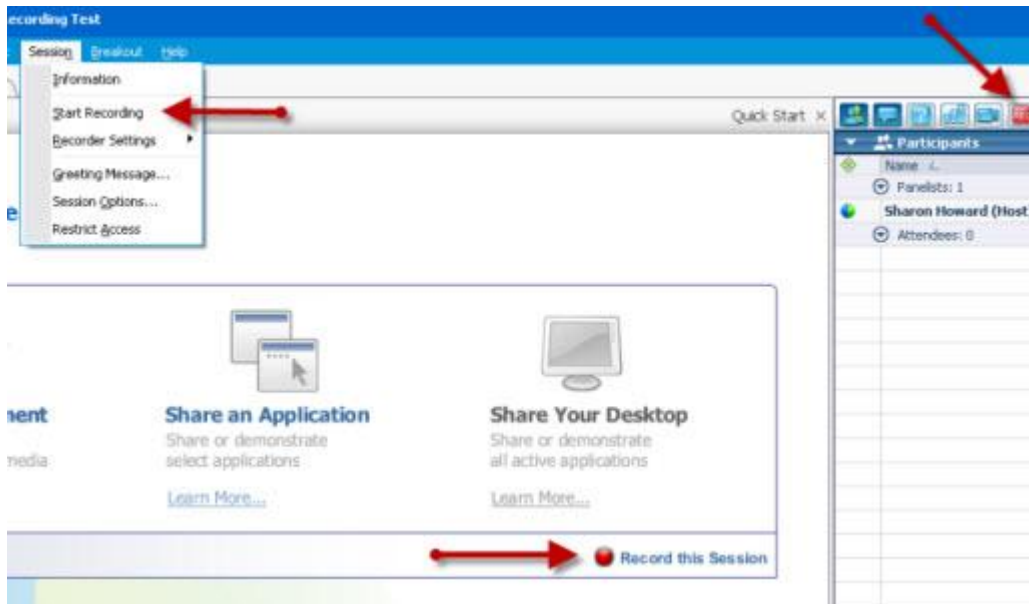 ecording Test
Session Breakout Help
Information
Start Recording
Recorder Settings
Greeting Message...
Session Options...
Restrict Access
Quick Start
Participants
Name
Panelists: 1
Sharon Howard (Host
Attendees: 0
e
ment
media
Share an Application
Share or demonstrate
select applications
Learn More...
Share Your Desktop
Share or demonstrate
all active applications
Learn More...
Record this Session